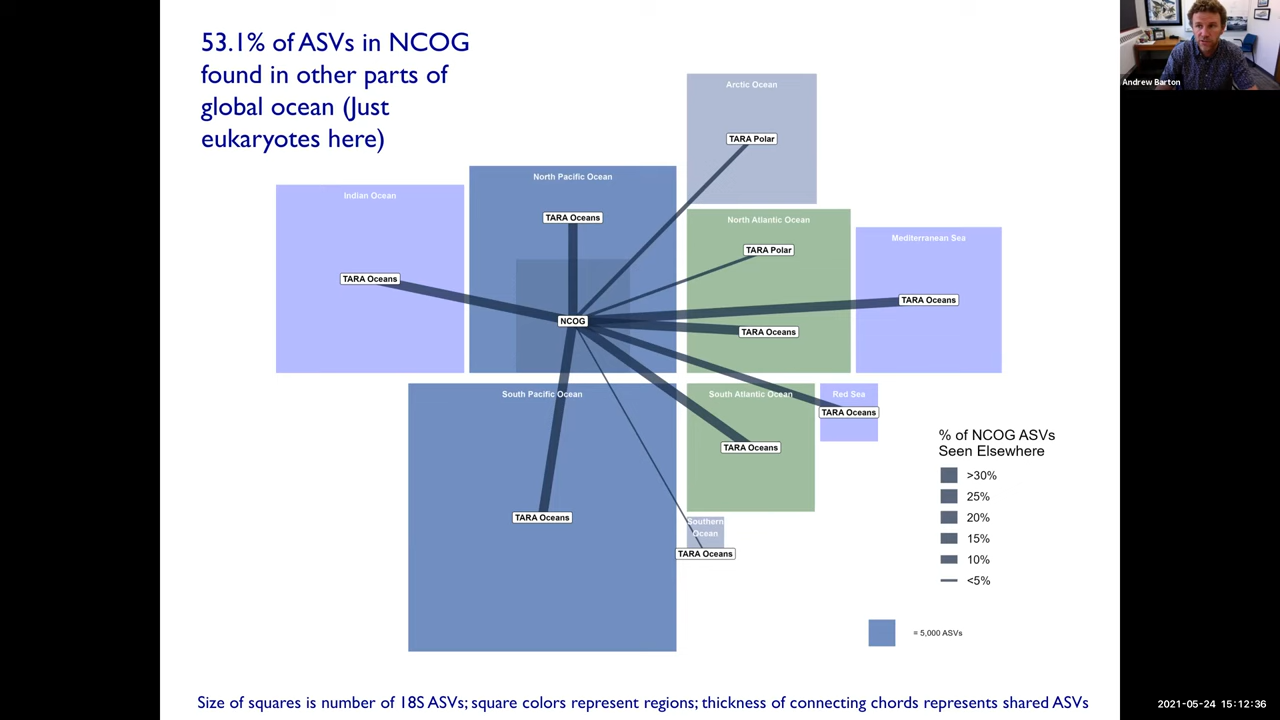 53.1% of ASVs in NCOG
found in other parts of
global ocean (Just
eukaryotes here)
Andrew Barton
Arctic Ocean
TARA Polar
North Pacific Ocean
Indian Ocean
TARA Oceans
North Atlantic Ocean
Mediterranean Sea
TARA Polar
TARA Oceans
TARA Oceans
NCOG
TARA Oceans
South Pacific Ocean
South Atlantic Ocean
Red Sea
TARA Oceans
TARA Oceans
TARA Oceans
Southern
Ocean
TARA Oceans
% of NCOG ASVs
Seen Elsewhere
>30%
25%
20%
15%
10%
<5%
= 5,000 ASVs
Size of squares is number of 18S ASVs; square colors represent regions; thickness of connecting chords represents shared ASVs
2021-05-24 15:12:36